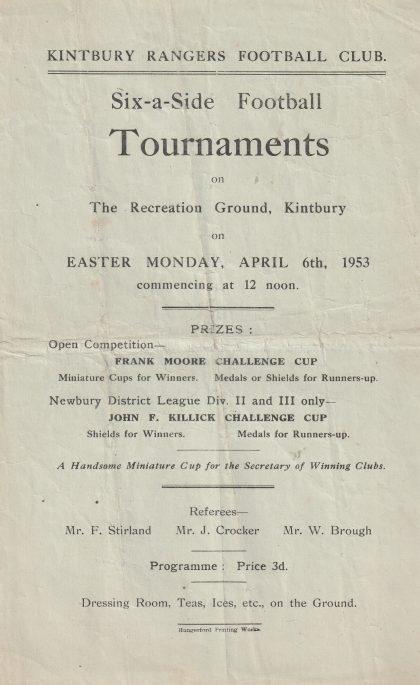 KINTBURY RANGERS FOOTBALL CLUB.
Six-a-Side Football
Tournaments
on
The Recreation Ground, Kintbury
on
EASTER MONDAY, APRIL 6th, 1953
commencing at 12 noon.
PRIZES :
Open Competition—
FRANK MOORE CHALLENGE CUP
Miniature Cups for Winners. Medals or Shields for Runners-up.
Newbury District League Div. II and III only—
JOHN F. KILLICK CHALLENGE CUP
Shields for Winners. Medals for Runners-up.
A Handsome Miniature Cup for the Secretary of Winning Clubs.
Referees—
Mr. F. Stirland Mr. J. Crocker Mr. W. Brough
Programme : Price 3d.
Dressing Room, Teas, Ices, etc., on the Ground.
Hungerford Printing Works.